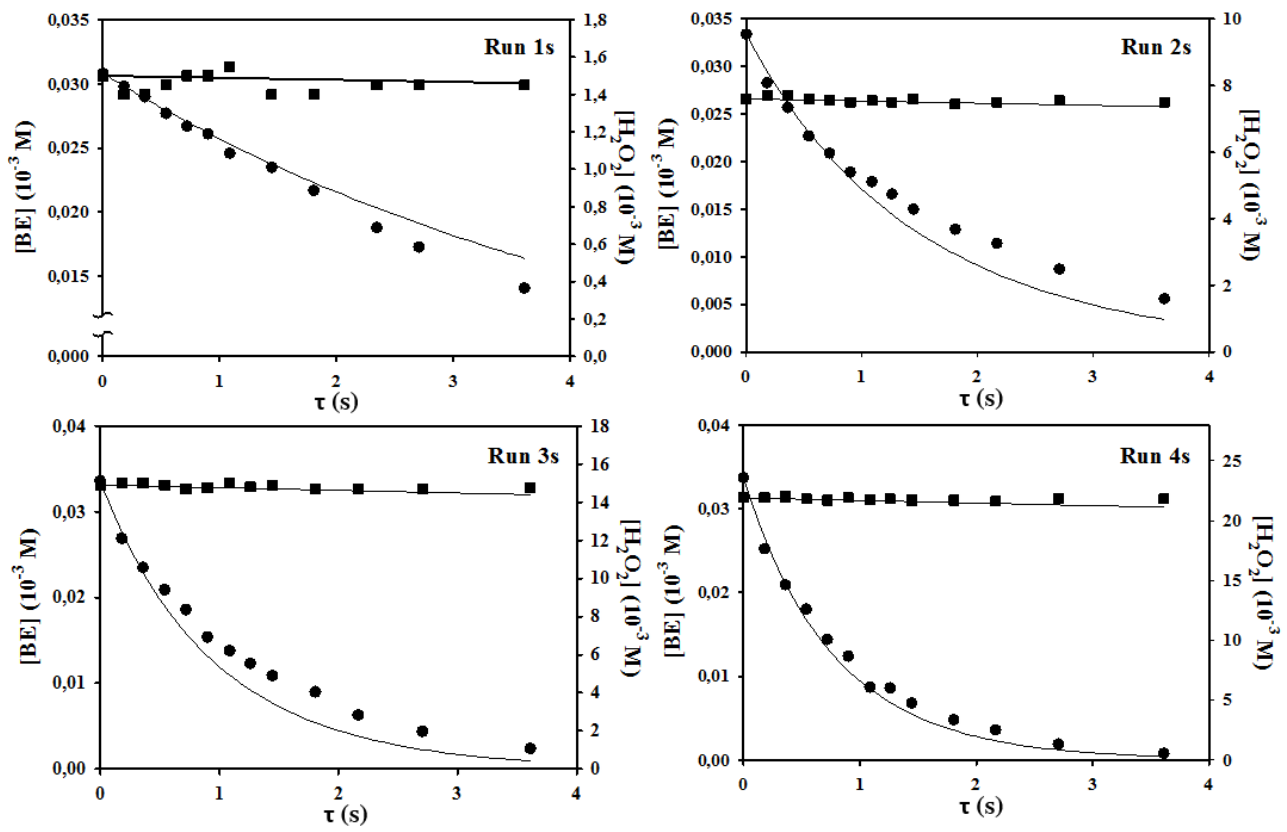 Run 1s
[BE] (10⁻³ M)
0,035
0,030
0,025
0,020
0,015
0,000
1,8
1,6
1,4
1,2
1,0
0,8
0,6
0,4
0,2
0,0
[H₂O₂] (10⁻³ M)
0 1 2 3 4
τ (s)
Run 2s
[BE] (10⁻³ M)
0,035
0,030
0,025
0,020
0,015
0,010
0,005
0,000
10
8
6
4
2
0
[H₂O₂] (10⁻³ M)
0 1 2 3 4
τ (s)
Run 3s
[BE] (10⁻³ M)
0,04
0,03
0,02
0,01
0,00
18
16
14
12
10
8
6
4
2
0
[H₂O₂] (10⁻³ M)
0 1 2 3 4
τ (s)
Run 4s
[BE] (10⁻³ M)
0,04
0,03
0,02
0,01
0,00
25
20
15
10
5
0
[H₂O₂] (10⁻³ M)
0 1 2 3 4
τ (s)